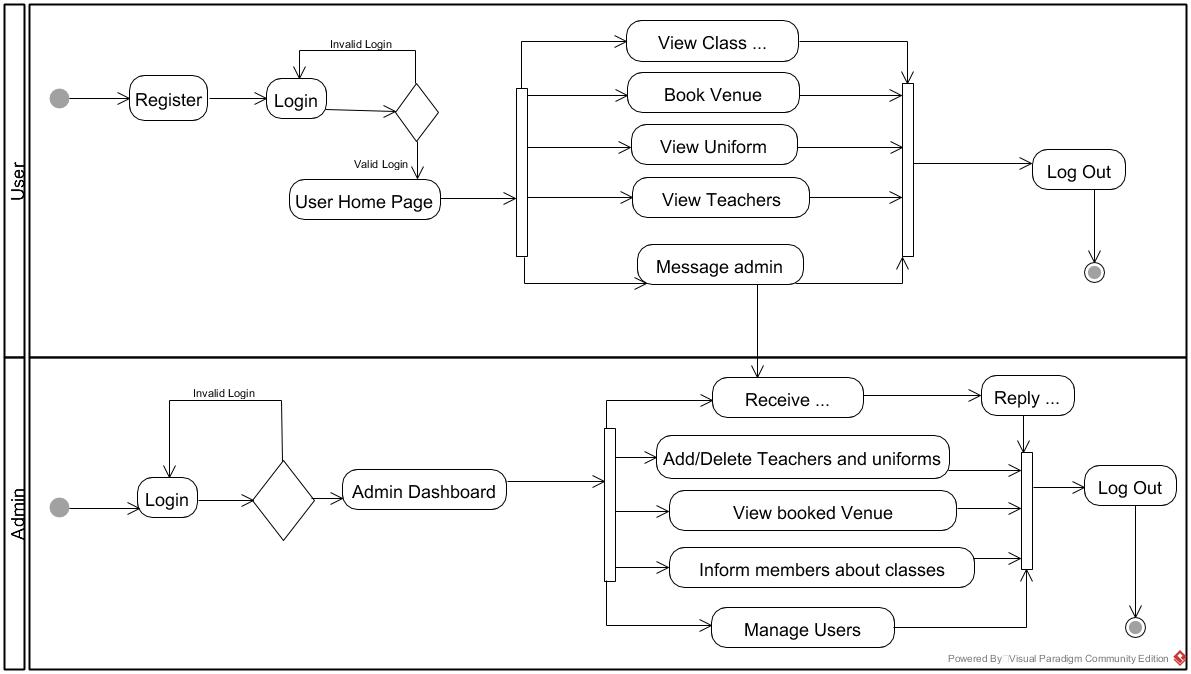 User
Invalid Login
Register
Login
Valid Login
User Home Page
View Class ...
Book Venue
View Uniform
View Teachers
Message admin
Log Out
Admin
Invalid Login
Login
Admin Dashboard
Receive ...
Reply ...
Add/Delete Teachers and uniforms
View booked Venue
Inform members about classes
Manage Users
Log Out
Powered By Visual Paradigm Community Edition